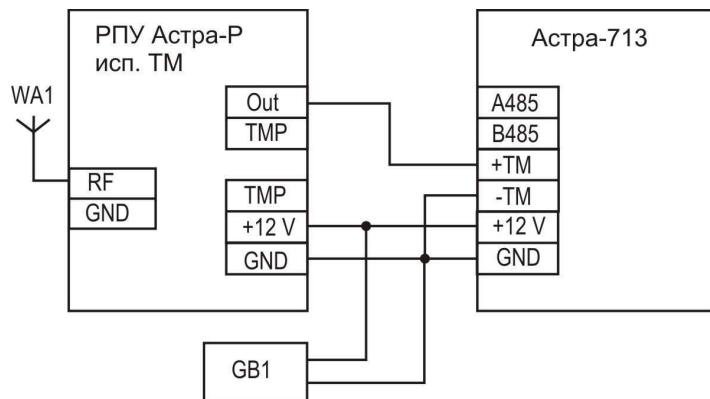 РПУ Астра-Р
исп. ТМ
Астра-713
WA1
Out
TMP
RF
GND
TMP
+12 V
GND
A485
B485
+TM
-TM
+12 V
GND
GB1